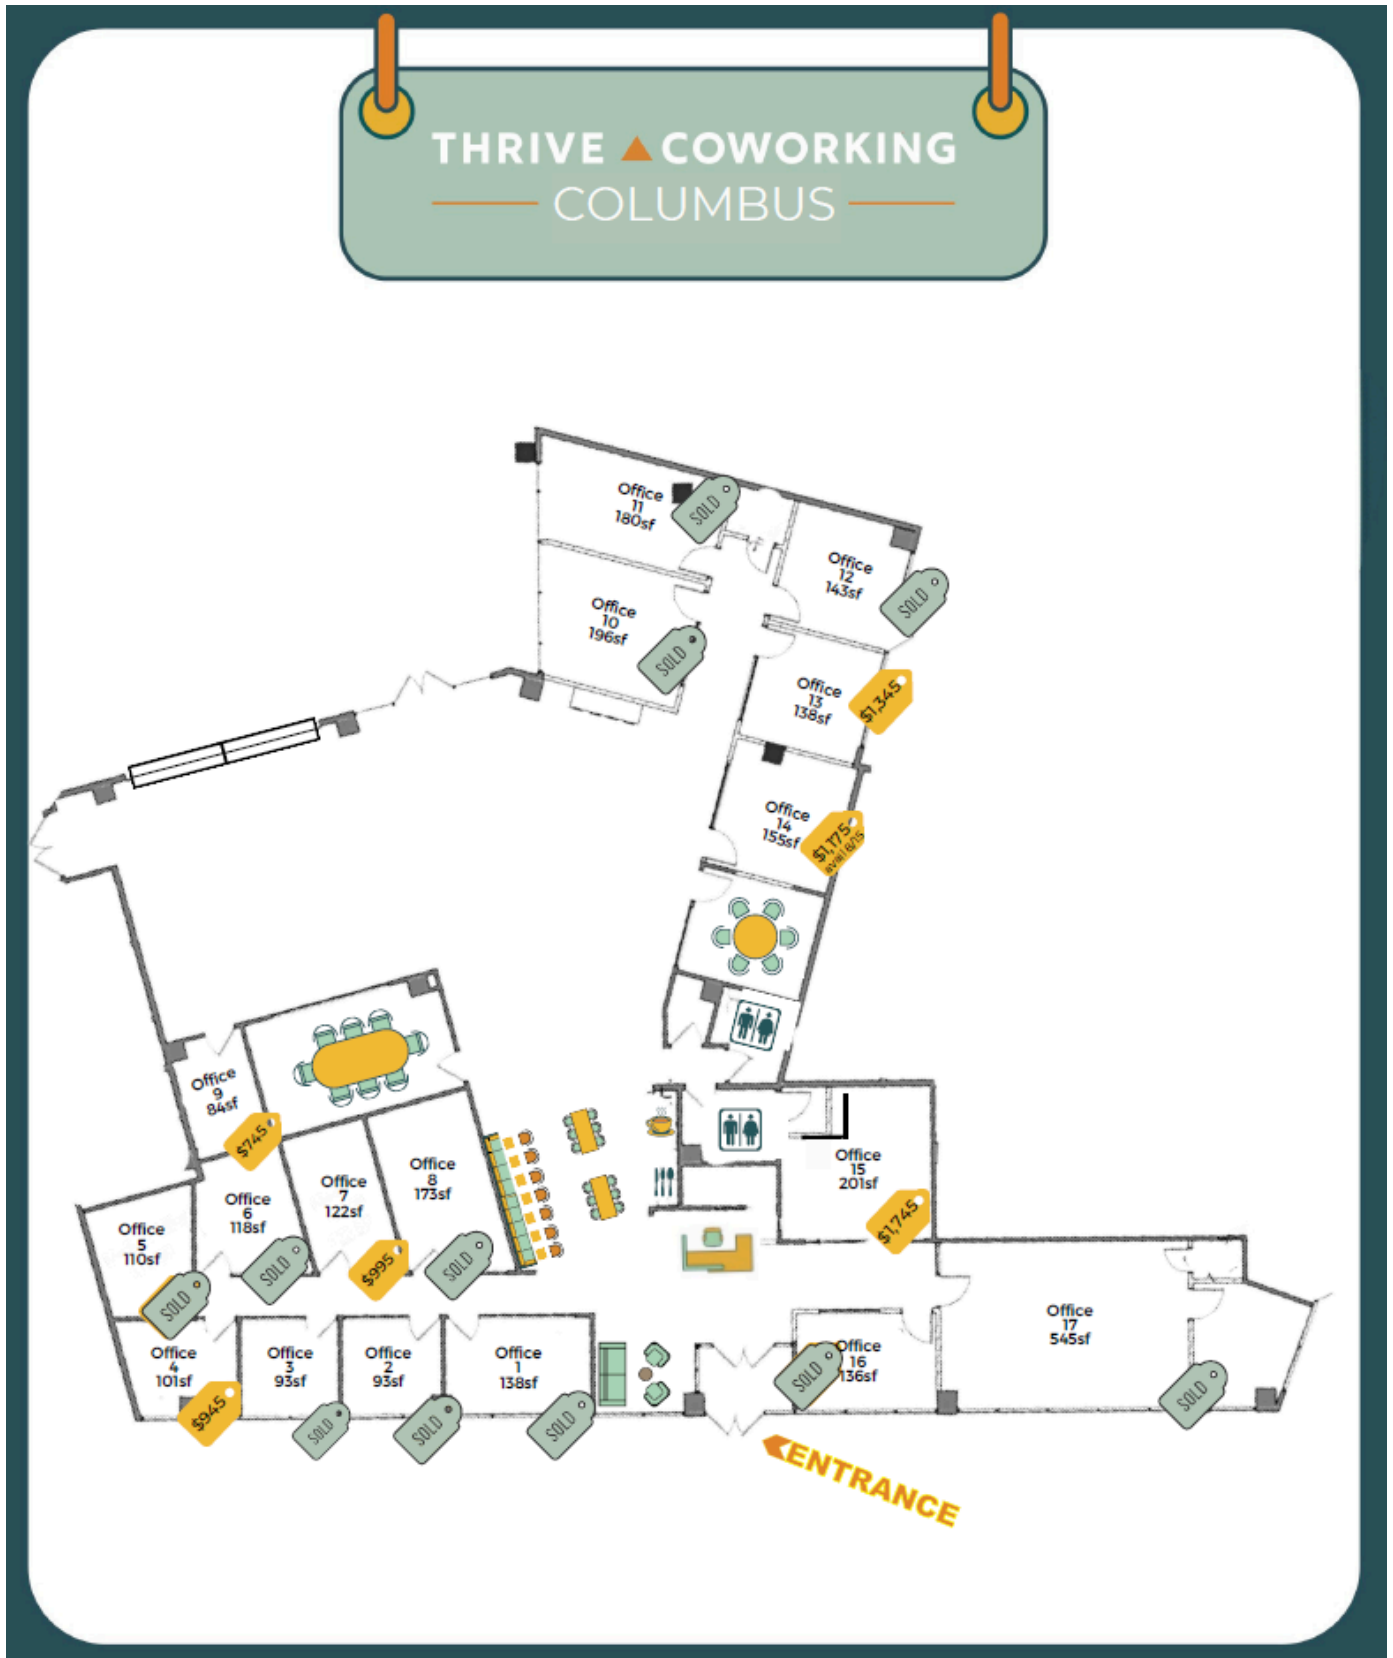 THRIVE COWORKING
COLUMBUS
Office
11
180sf
SOLD
Office
12
143sf
SOLD
Office
10
196sf
SOLD
Office
13
138sf
$1,345
Office
14
155sf
$1,175
avail 6/15
Office
9
84sf
$745
Office
8
173sf
SOLD
Office
7
122sf
$995
Office
6
118sf
SOLD
Office
5
110sf
SOLD
Office
15
201sf
$1,745
Office
4
101sf
$945
Office
3
93sf
SOLD
Office
2
93sf
SOLD
Office
1
138sf
SOLD
Office
16
136sf
SOLD
Office
17
545sf
SOLD
ENTRANCE